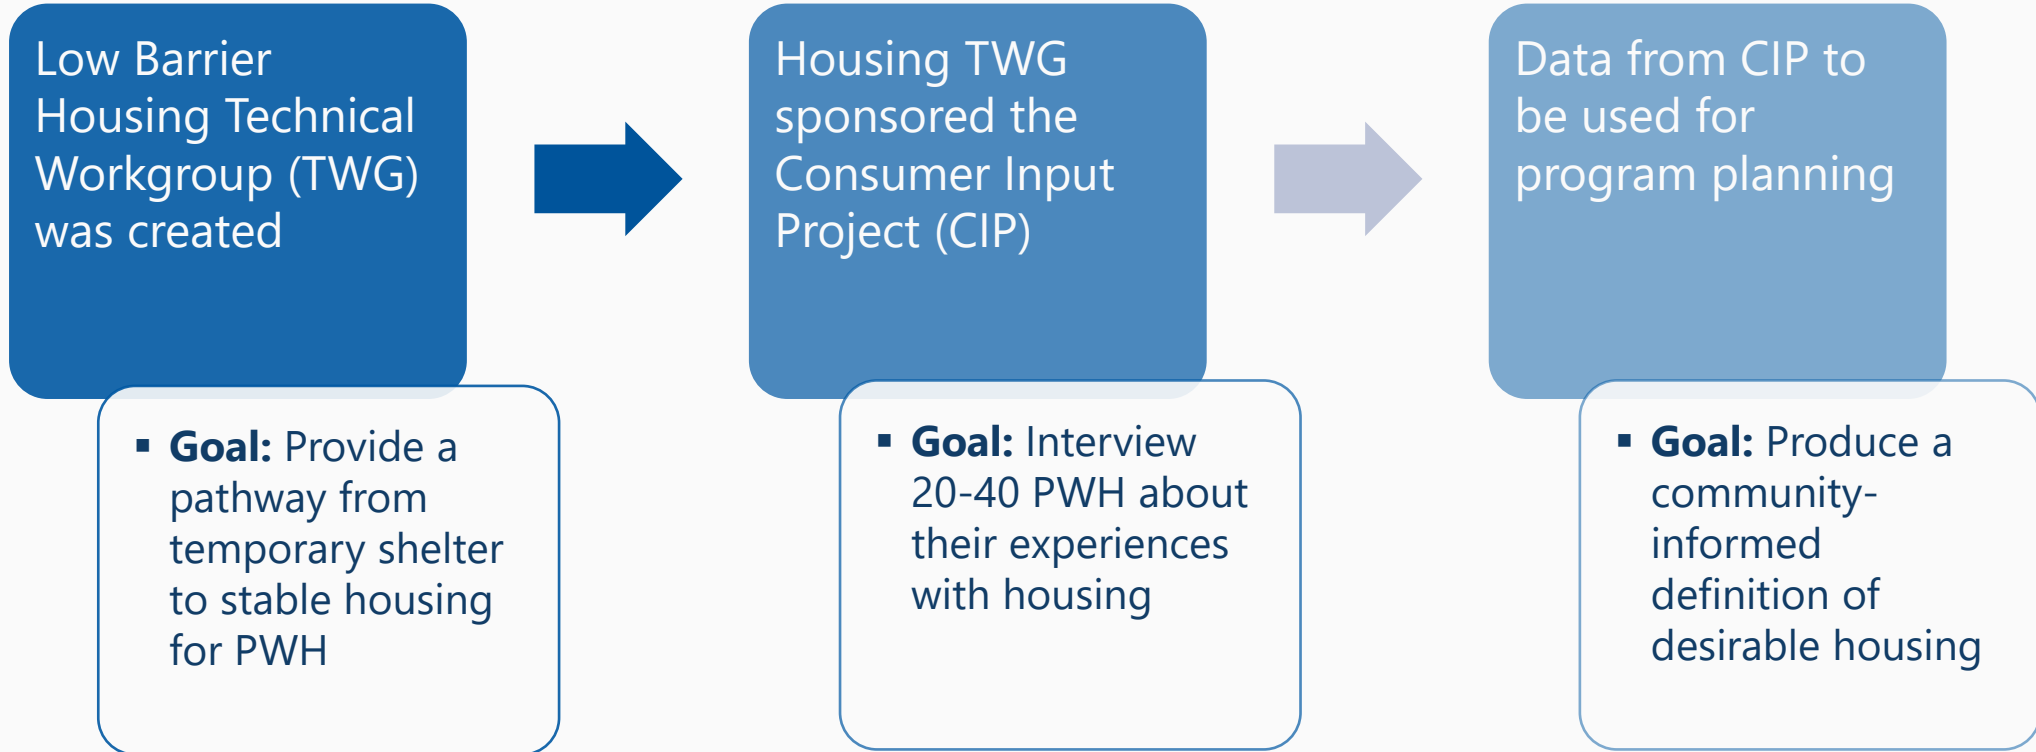 Low Barrier
Housing Technical
Workgroup (TWG)
was created
▪ Goal: Provide a
pathway from
temporary shelter
to stable housing
for PWH
Housing TWG
sponsored the
Consumer Input
Project (CIP)
▪ Goal: Interview
20-40 PWH about
their experiences
with housing
Data from CIP to
be used for
program planning
▪ Goal: Produce a
community-
informed
definition of
desirable housing